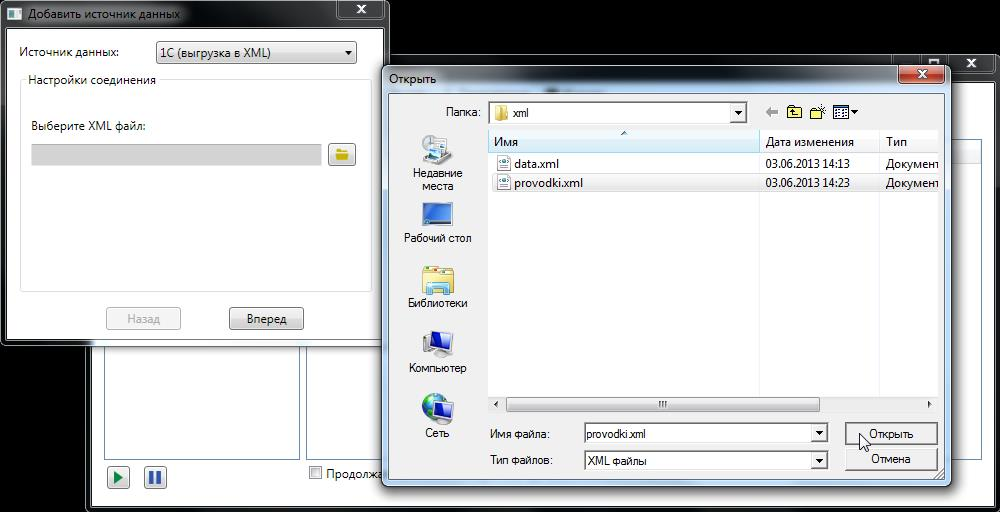 Добавить источник данных
Источник данных: 1С (выгрузка в XML)
Настройки соединения
Выберите XML файл:
Назад Вперед
Открыть
Папка: xml
Имя Дата изменения Тип
data.xml 03.06.2013 14:13 Документ
provodki.xml 03.06.2013 14:23 Документ
Недавние
места
Рабочий стол
Библиотеки
Компьютер
Сеть
Имя файла: provodki.xml Открыть
Тип файлов: XML файлы Отмена
Продолжа